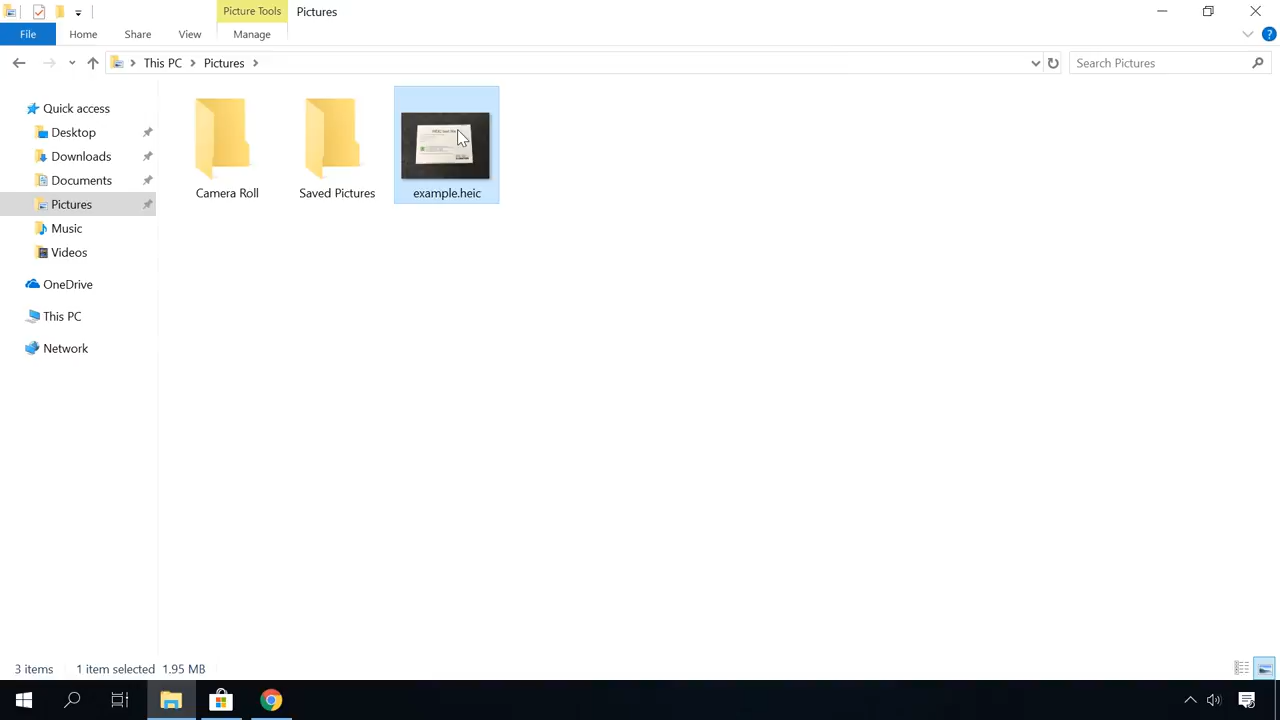 Picture Tools
Pictures
File
Home
Share
View
Manage
This PC
Pictures
Search Pictures
Quick access
Desktop
Downloads
Documents
Pictures
Music
Videos
OneDrive
This PC
Network
Camera Roll
Saved Pictures
example.heic
3 items
1 item selected 1.95 MB